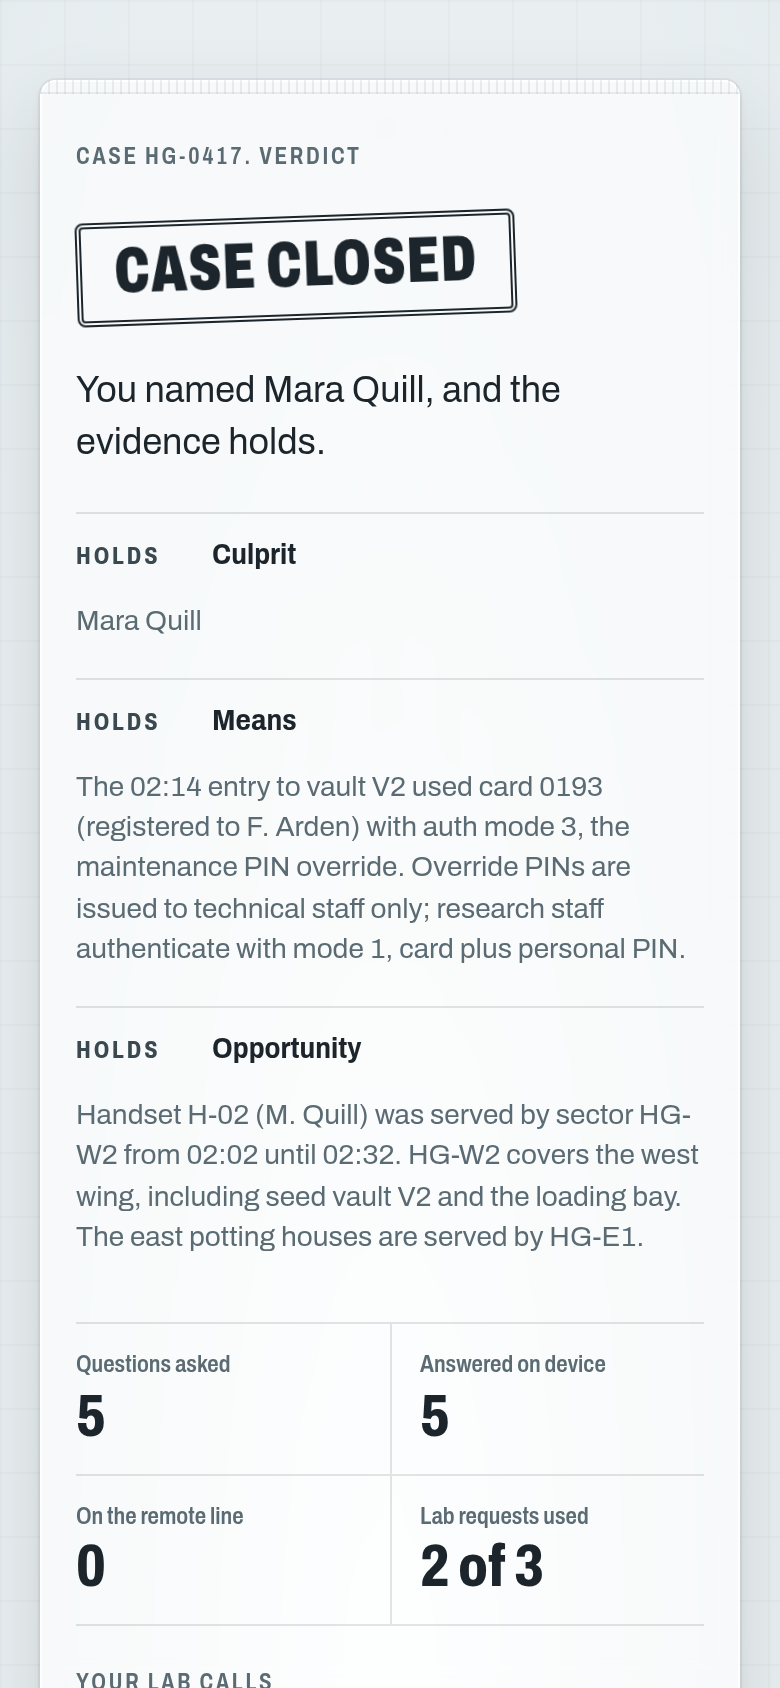 CASE HG-0417. VERDICT
CASE CLOSED
You named Mara Quill, and the
evidence holds.
HOLDS Culprit
Mara Quill
HOLDS Means
The 02:14 entry to vault V2 used card 0193
(registered to F. Arden) with auth mode 3, the
maintenance PIN override. Override PINs are
issued to technical staff only; research staff
authenticate with mode 1, card plus personal PIN.
HOLDS Opportunity
Handset H-02 (M. Quill) was served by sector HG-
W2 from 02:02 until 02:32. HG-W2 covers the west
wing, including seed vault V2 and the loading bay.
The east potting houses are served by HG-E1.
Questions asked
5
Answered on device
5
On the remote line
0
Lab requests used
2 of 3
YOUR LAB CALLS